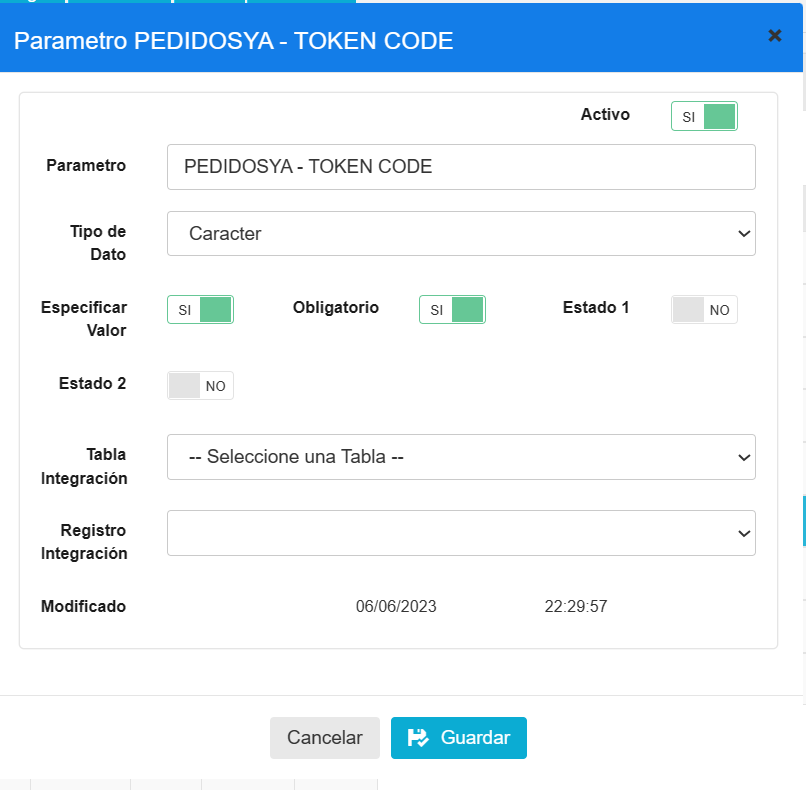 Parametro PEDIDOSYA - TOKEN CODE
Activo SI
Parametro PEDIDOSYA - TOKEN CODE
Tipo de Dato Caracter
Especificar Valor SI Obligatorio SI Estado 1 NO
Estado 2 NO
Tabla Integración -- Seleccione una Tabla --
Registro Integración
Modificado 06/06/2023 22:29:57
Cancelar Guardar